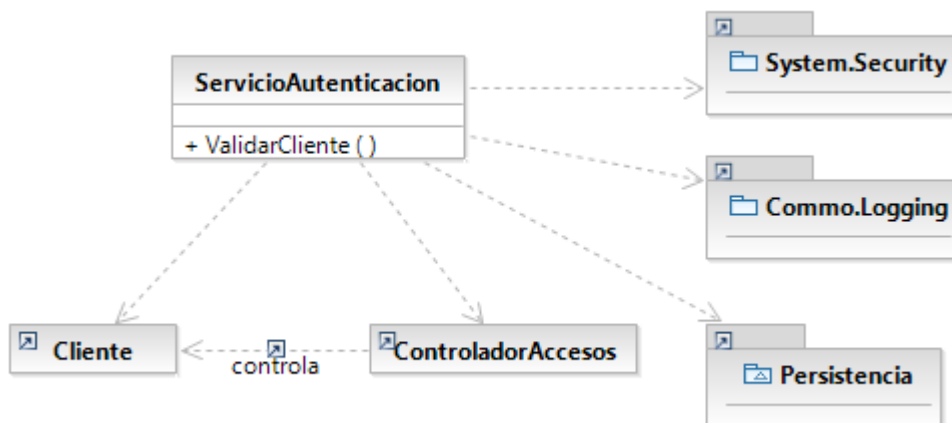 System.Security
ServicioAutenticacion
+ ValidarCliente ( )
Commo.Logging
Cliente
controla
ControladorAccesos
Persistencia